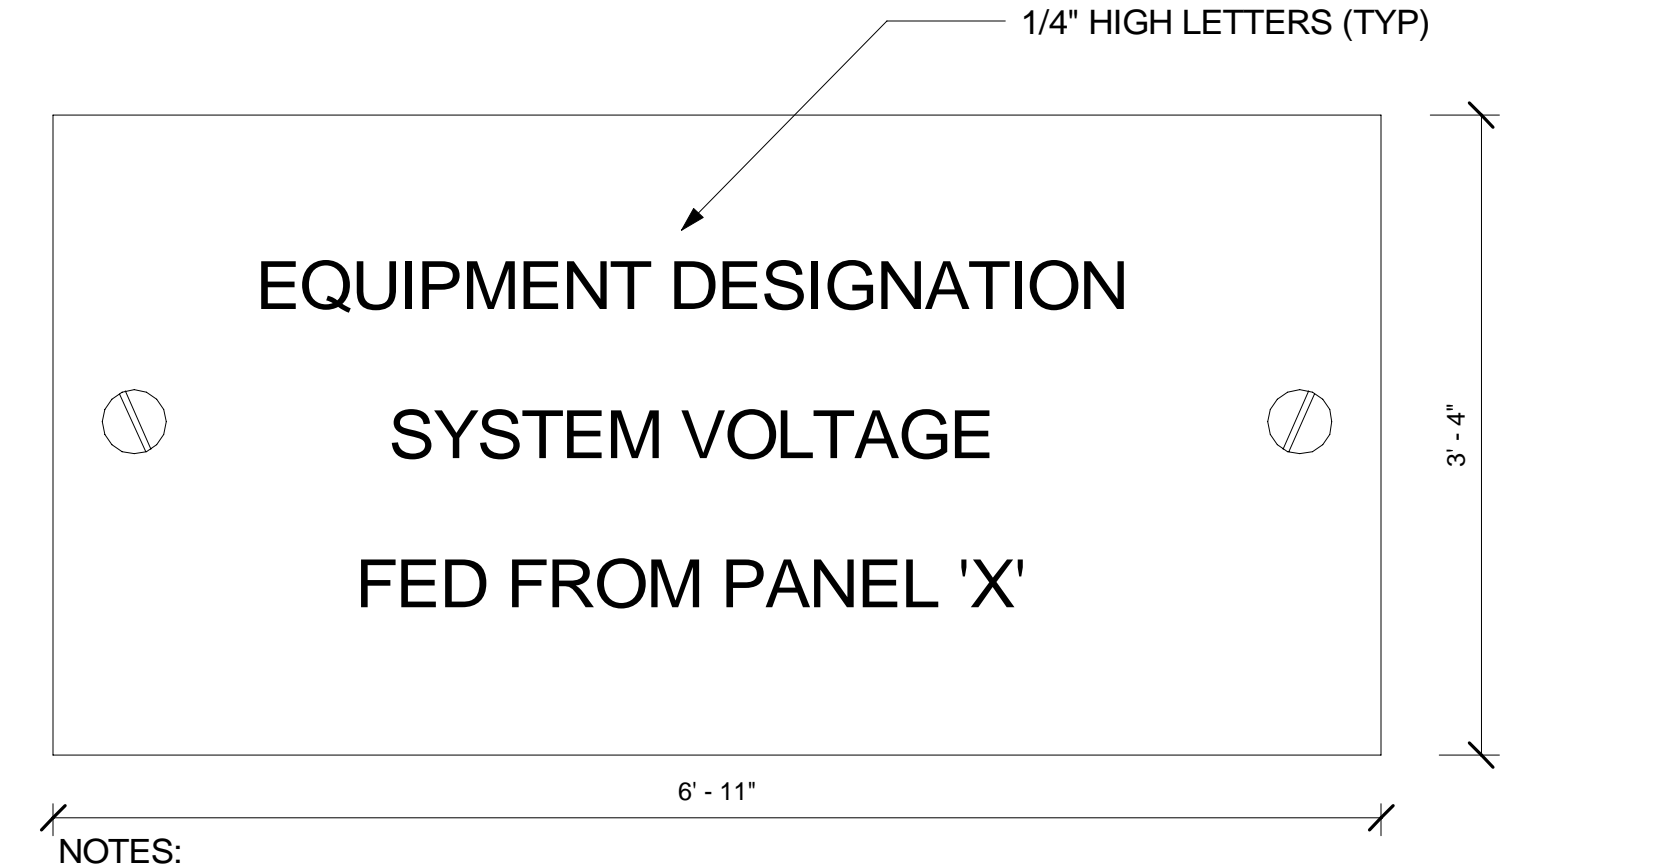 1/4" HIGH LETTERS (TYP)
EQUIPMENT DESIGNATION
SYSTEM VOLTAGE
FED FROM PANEL 'X'
3' - 4"
6' - 11"
NOTES: